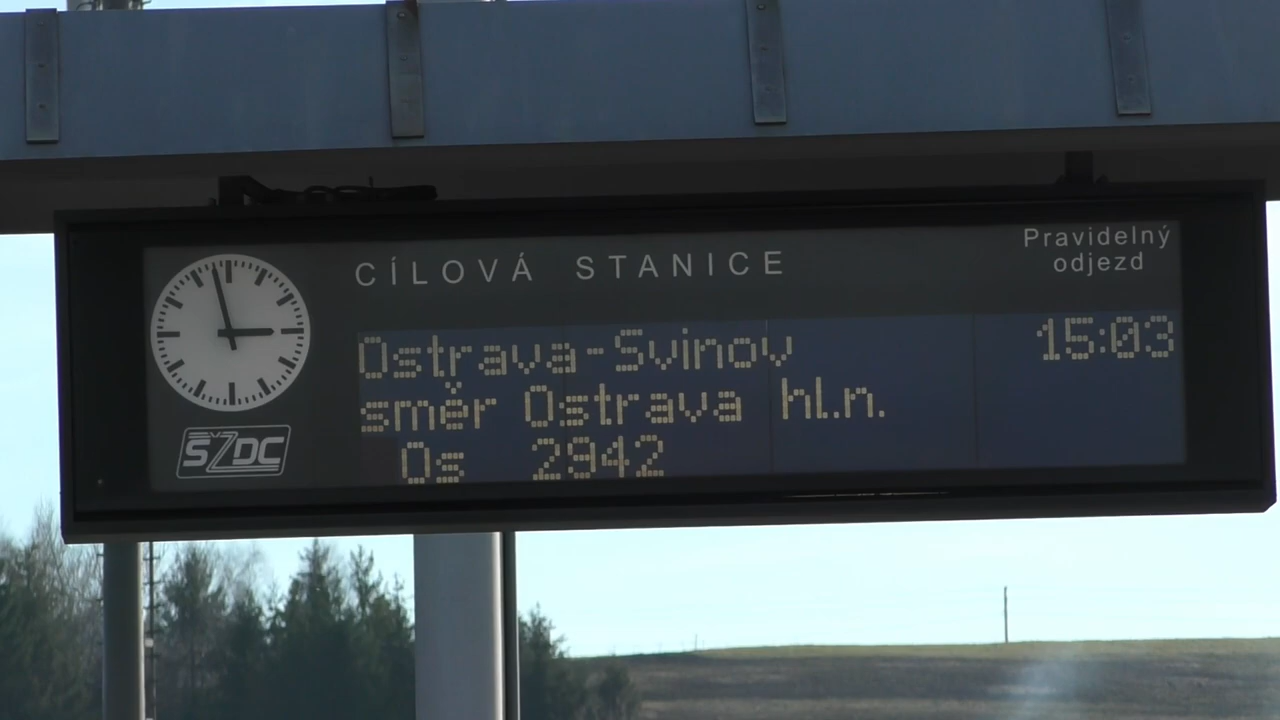 CÍLOVÁ STANICE
Pravidelný
odjezd
Ostrava-Svinov 15:03
směr Ostrava hl.n.
Os 2942
SŽDC